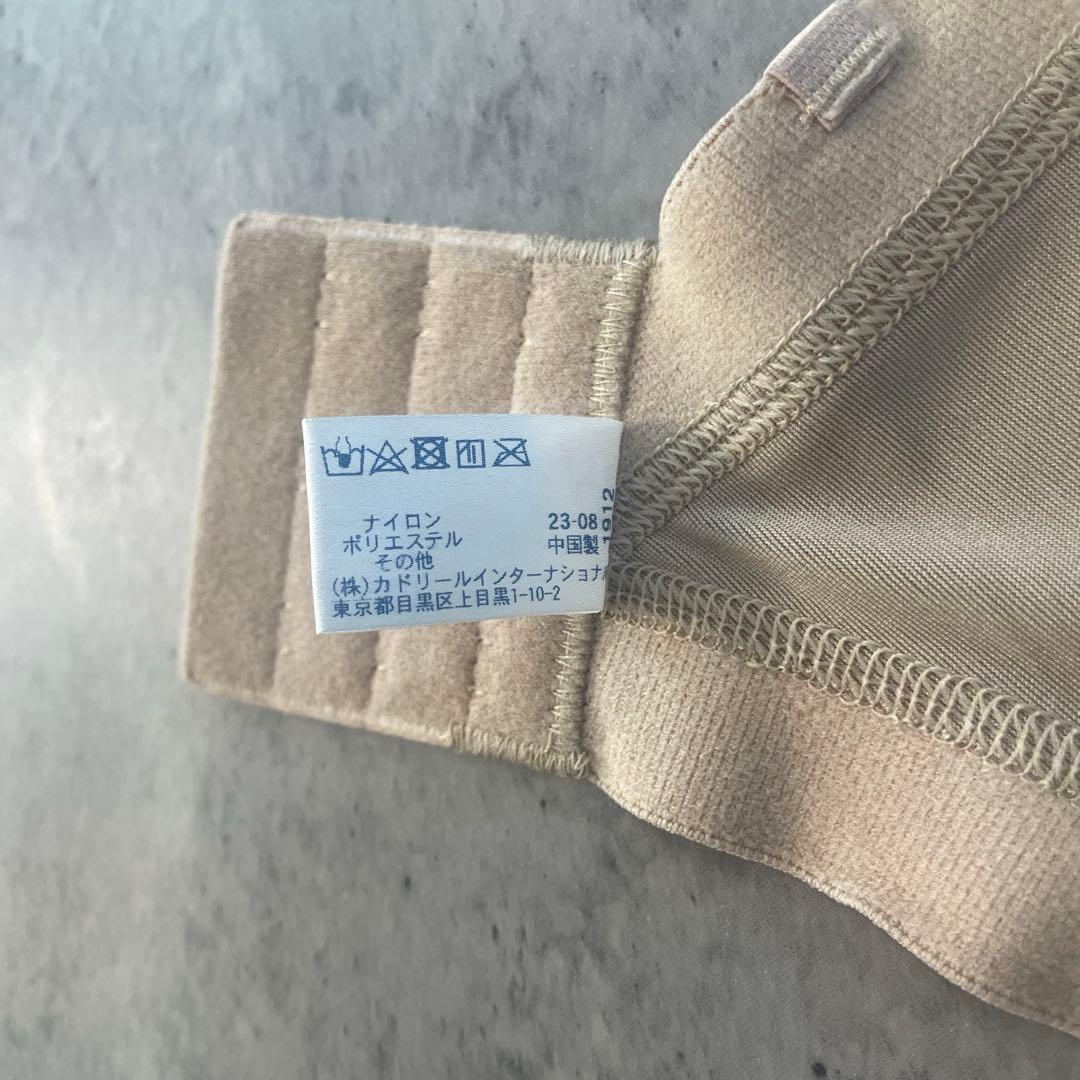 ナイロン
ポリエステル
その他
23-08
中国製
1912
(株)カドリールインターナショナ
東京都目黒区上目黒1-10-2